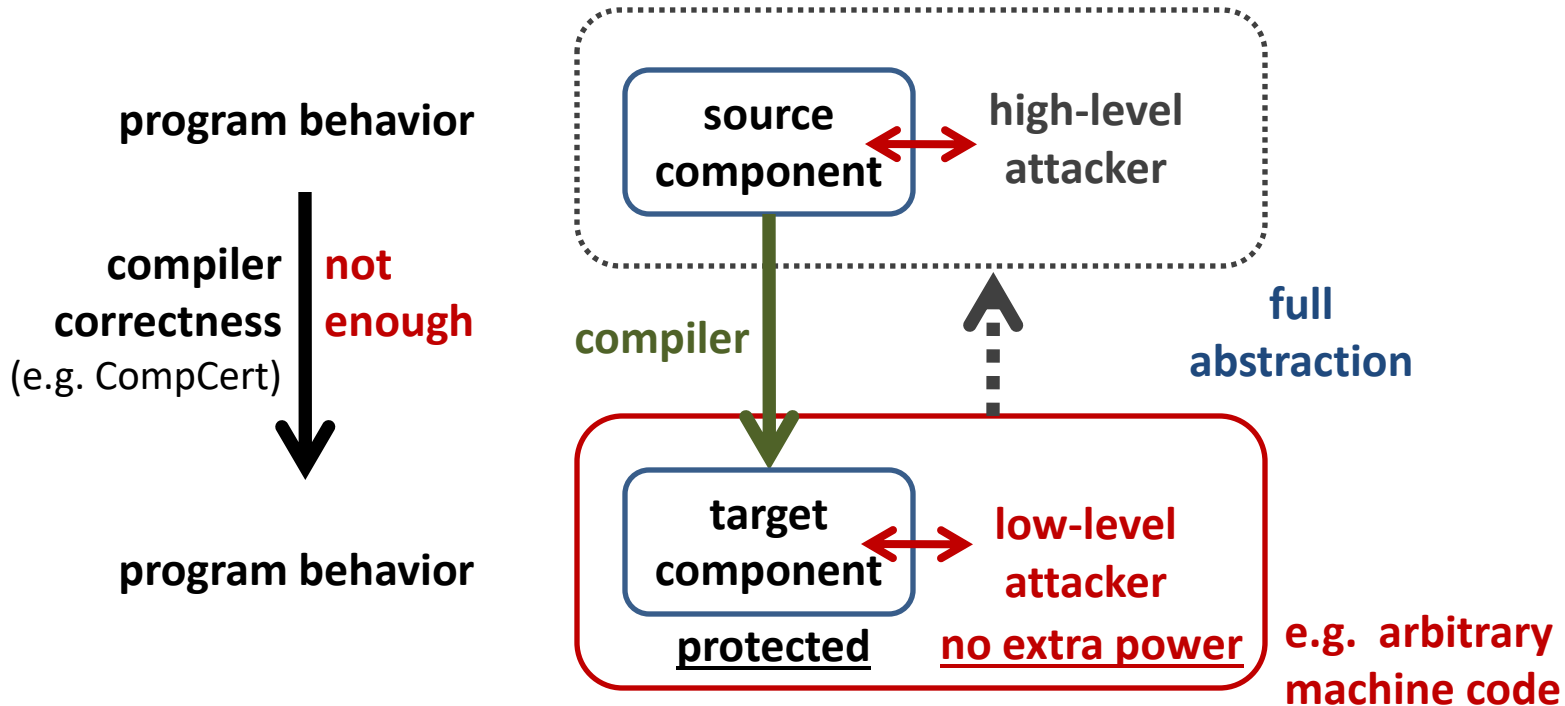 program behavior
compiler
correctness
(e.g. CompCert)
not
enough
program behavior
source
component
high-level
attacker
compiler
full
abstraction
target
component
protected
low-level
attacker
no extra power
e.g. arbitrary
machine code